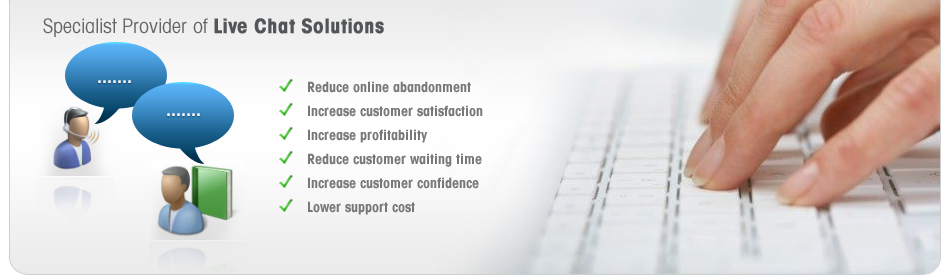 Specialist Provider of Live Chat Solutions
.......
.......
Reduce online abandonment
Increase customer satisfaction
Increase profitability
Reduce customer waiting time
Increase customer confidence
Lower support cost